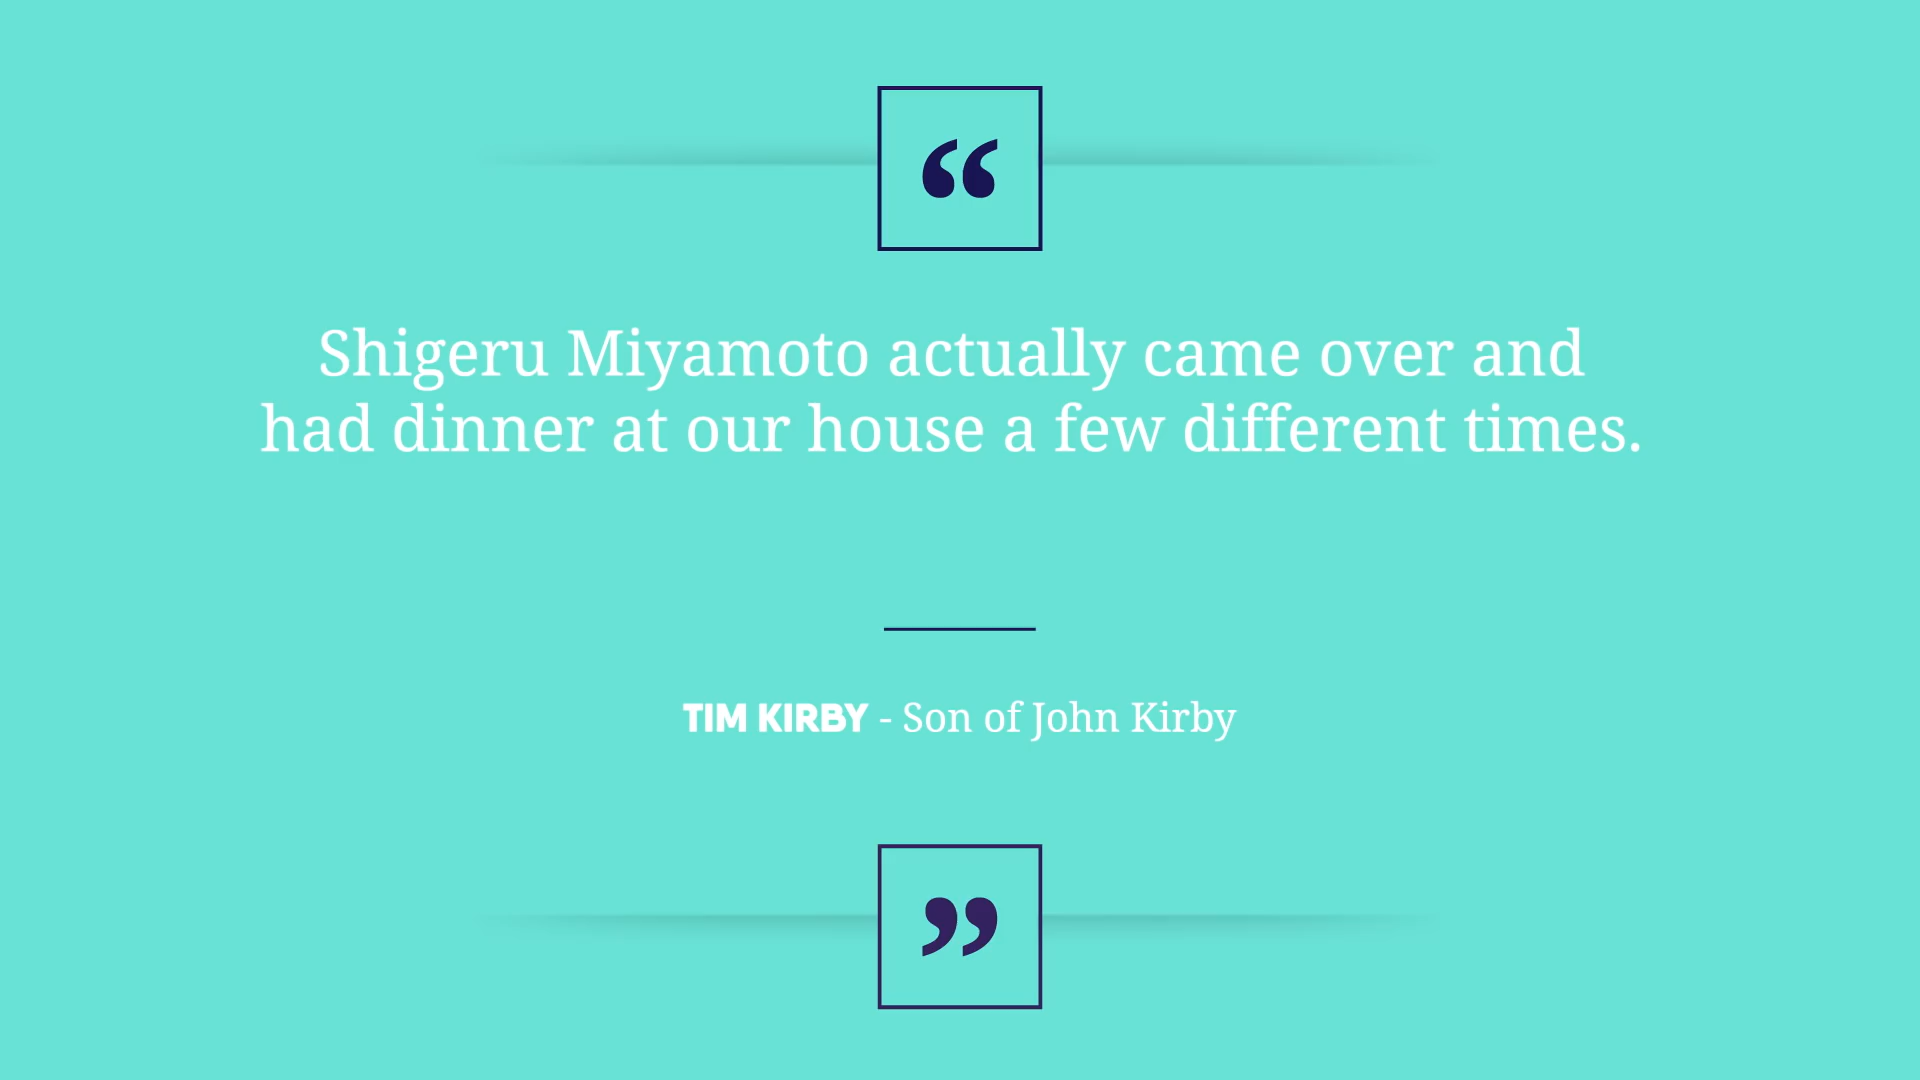 “
Shigeru Miyamoto actually came over and
had dinner at our house a few different times.
TIM KIRBY - Son of John Kirby
”